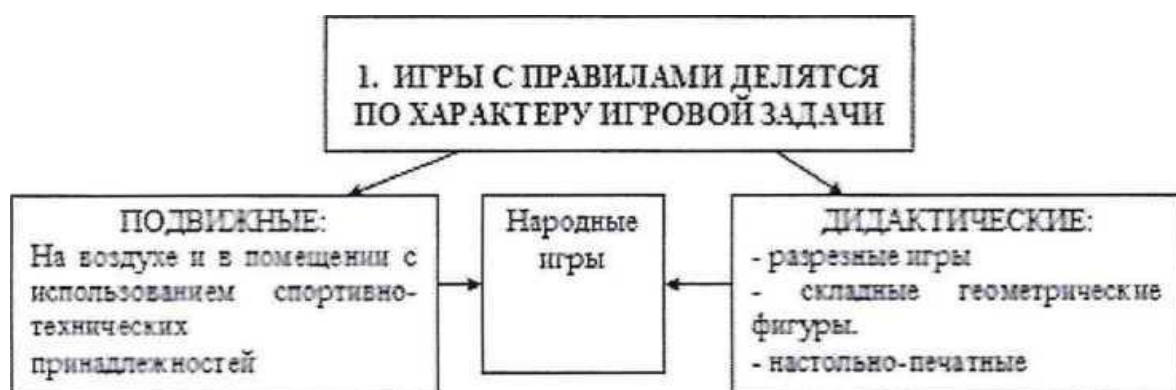 1. ИГРЫ С ПРАВИЛАМИ ДЕЛЯТСЯ
ПО ХАРАКТЕРУ ИГРОВОЙ ЗАДАЧИ
ПОДВИЖНЫЕ:
На воздухе и в помещении с
использованием спортивно-
технических
принадлежностей
Народные
игры
ДИДАКТИЧЕСКИЕ:
- разрезные игры
- складные геометрические
фигуры.
- настольно-печатные